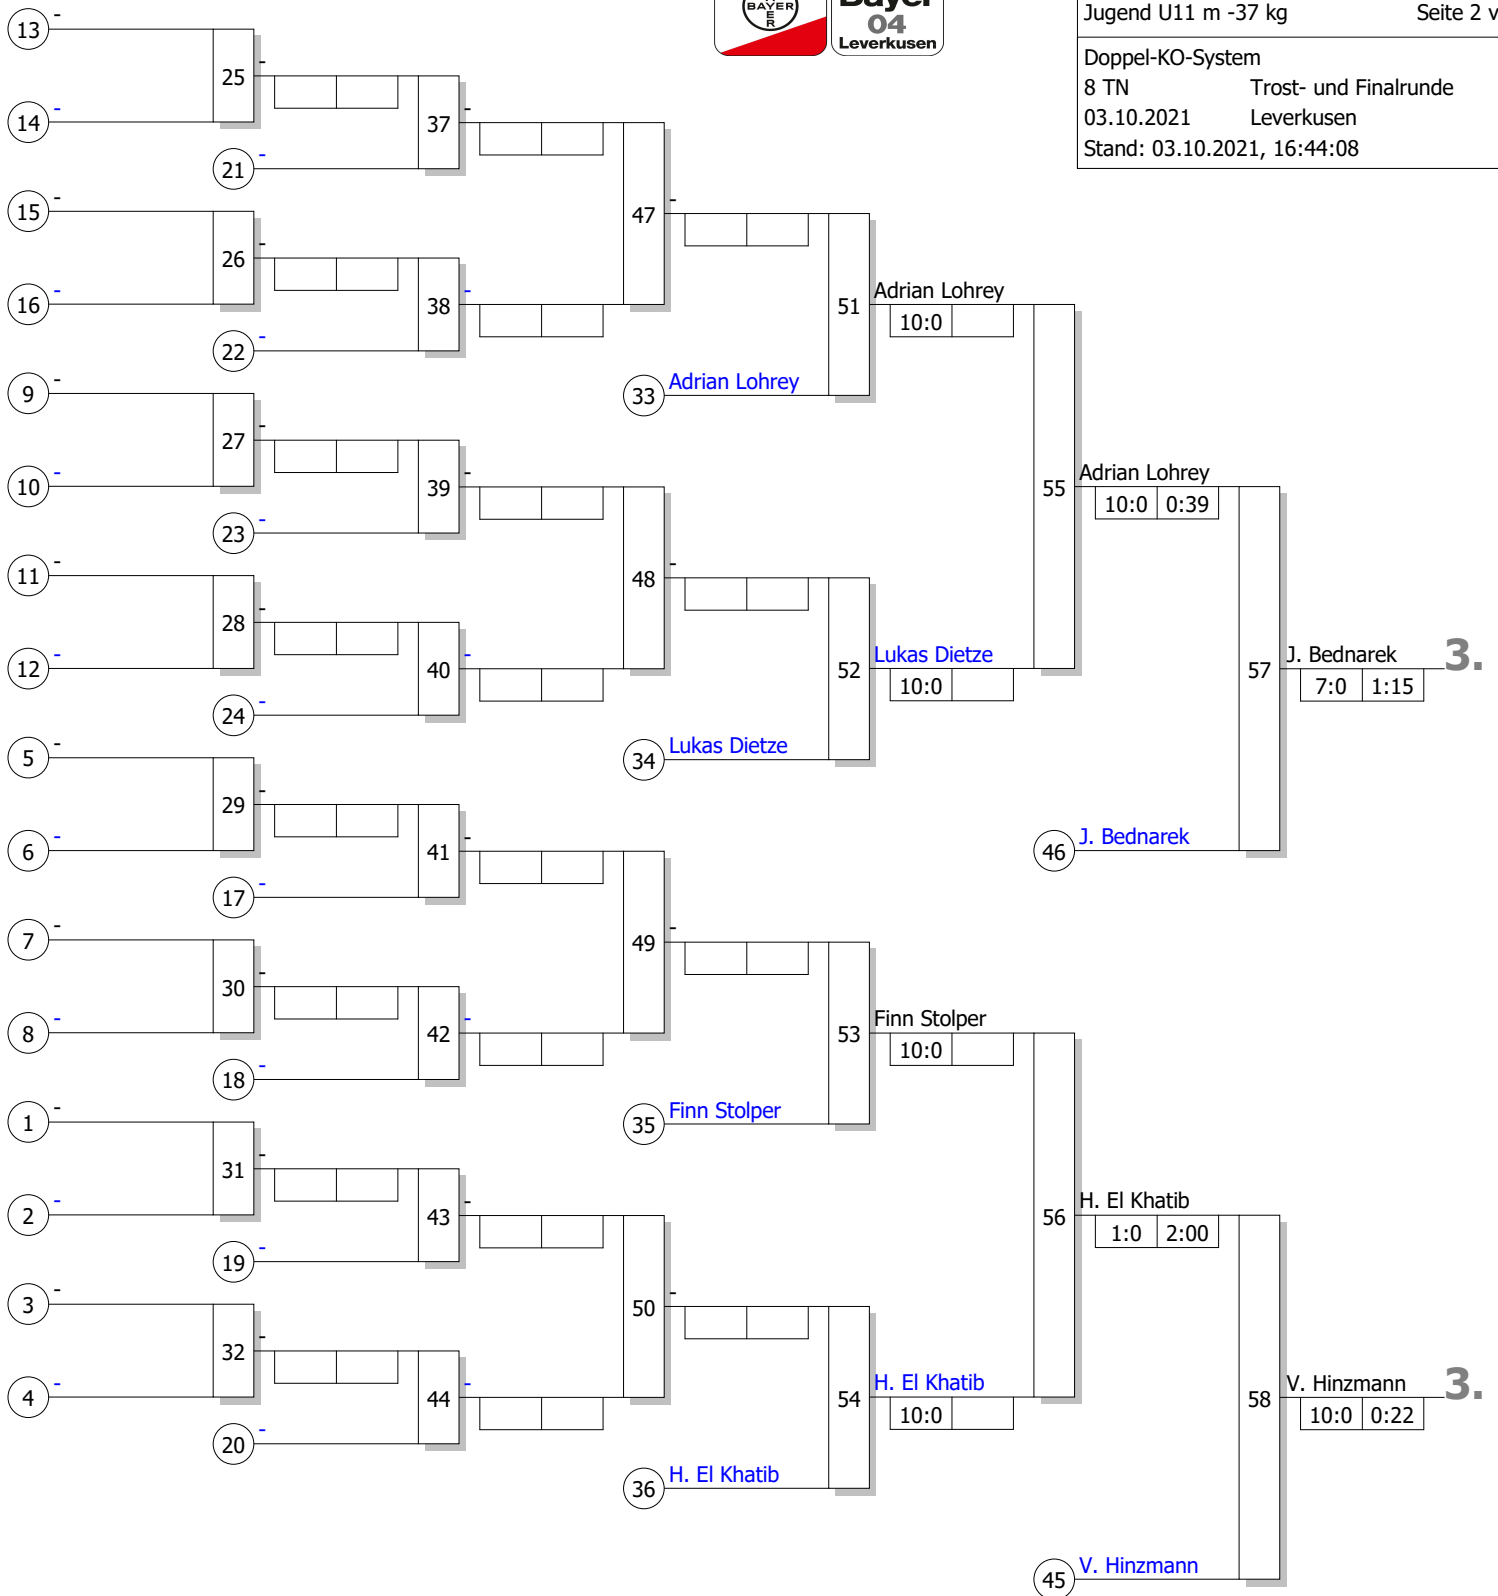 BAYER
E
R
Bayer
04
Leverkusen
Jugend U11 m -37 kg Seite 2 v
Doppel-KO-System
8 TN Trost- und Finalrunde
03.10.2021 Leverkusen
Stand: 03.10.2021, 16:44:08
13 -
25 -
14 -
37 -
21 -
15 -
47 -
26 -
16 -
38 -
51 Adrian Lohrey
10:0
22 -
9 -
33 Adrian Lohrey
27 -
10 -
39 -
55 Adrian Lohrey
10:0 0:39
23 -
11 -
48 -
28 -
12 -
40 -
52 Lukas Dietze
10:0
57 J. Bednarek 3.
7:0 1:15
24 -
5 -
34 Lukas Dietze
29 -
6 -
41 -
46 J. Bednarek
17 -
7 -
49 -
30 -
8 -
42 -
53 Finn Stolper
10:0
18 -
1 -
35 Finn Stolper
31 -
2 -
43 -
56 H. El Khatib
1:0 2:00
19 -
3 -
50 -
32 -
4 -
44 -
54 H. El Khatib
10:0
58 V. Hinzmann 3.
10:0 0:22
20 -
36 H. El Khatib
45 V. Hinzmann